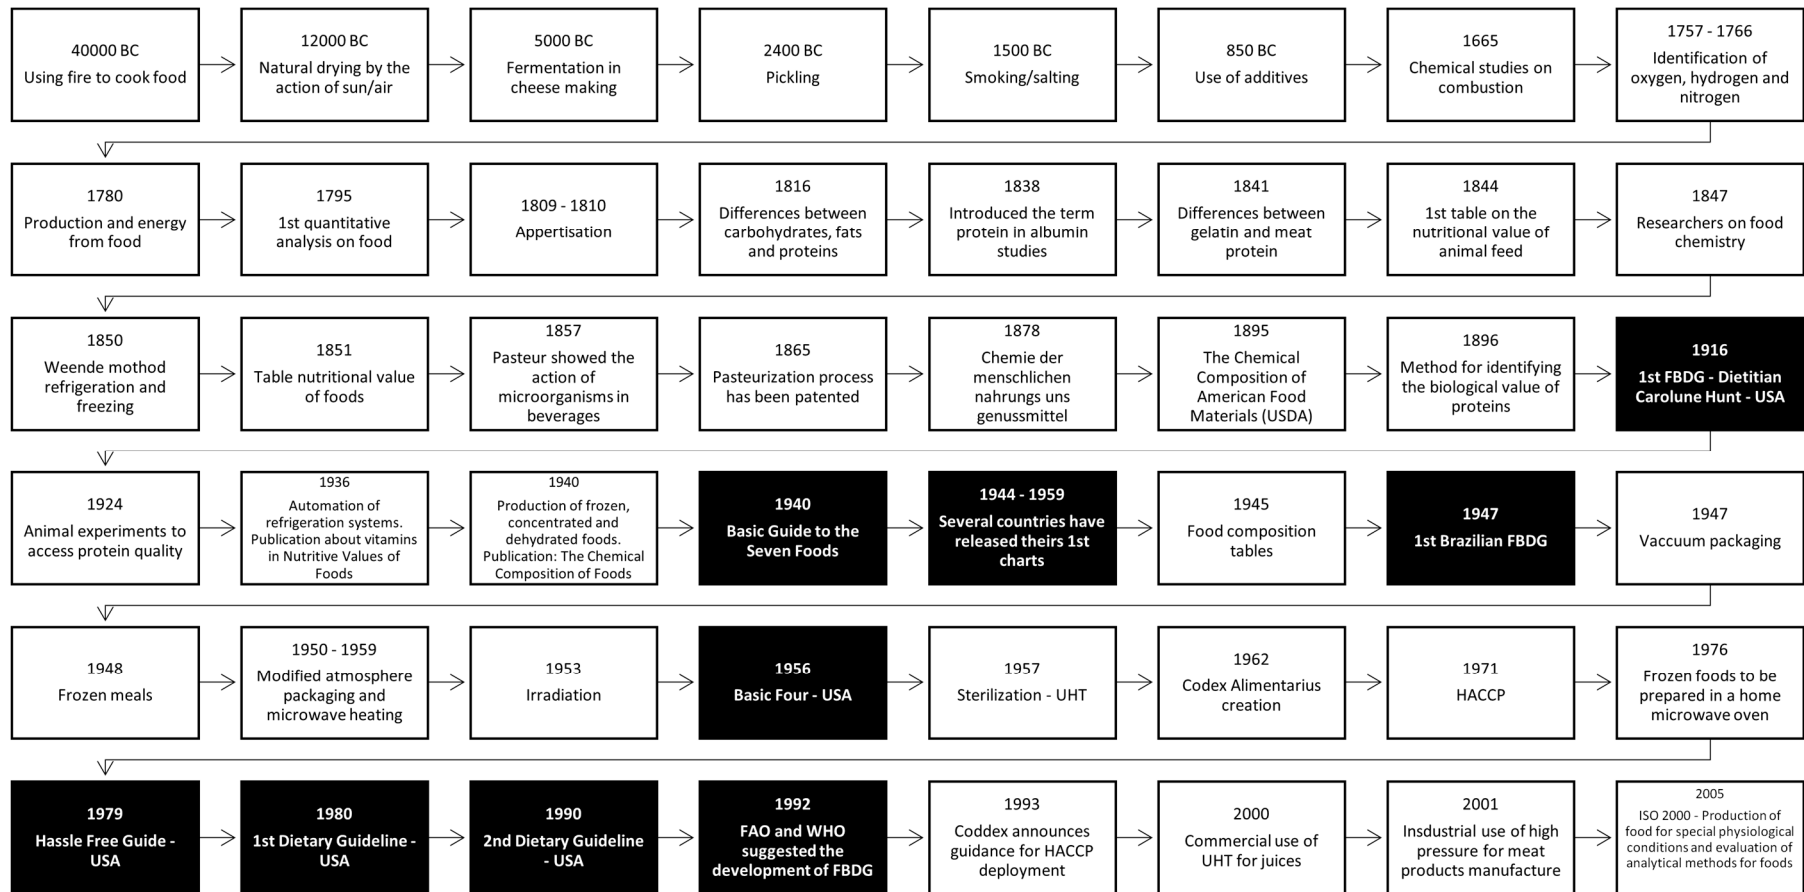 40000 BC
Using fire to cook food
12000 BC
Natural drying by the
action of sun/air
5000 BC
Fermentation in
cheese making
2400 BC
Pickling
1500 BC
Smoking/salting
850 BC
Use of additives
1665
Chemical studies on
combustion
1757 - 1766
Identification of
oxygen, hydrogen and
nitrogen
1780
Production and energy
from food
1795
1st quantitative
analysis on food
1809 - 1810
Appertisation
1816
Differences between
carbohydrates, fats
and proteins
1838
Introduced the term
protein in albumin
studies
1841
Differences between
gelatin and meat
protein
1844
1st table on the
nutritional value of
animal feed
1847
Researchers on food
chemistry
1850
Weende mothod
refrigeration and
freezing
1851
Table nutritional value
of foods
1857
Pasteur showed the
action of
microorganisms in
beverages
1865
Pasteurization process
has been patented
1878
Chemie der
menschlichen
nahrungs uns
genussmittel
1895
The Chemical
Composition of
American Food
Materials (USDA)
1896
Method for identifying
the biological value of
proteins
1916
1st FBDG - Dietitian
Carolune Hunt - USA
1924
Animal experiments to
access protein quality
1936
Automation of
refrigeration systems.
Publication about vitamins
in Nutritive Values of
Foods
1940
Production of frozen,
concentrated and
dehydrated foods.
Publication: The Chemical
Composition of Foods
1940
Basic Guide to the
Seven Foods
1944 - 1959
Several countries have
released theirs 1st
charts
1945
Food composition
tables
1947
1st Brazilian FBDG
1947
Vaccuum packaging
1948
Frozen meals
1950 - 1959
Modified atmosphere
packaging and
microwave heating
1953
Irradiation
1956
Basic Four - USA
1957
Sterilization - UHT
1962
Codex Alimentarius
creation
1971
HACCP
1976
Frozen foods to be
prepared in a home
microwave oven
1979
Hassle Free Guide -
USA
1980
1st Dietary Guideline -
USA
1990
2nd Dietary Guideline
- USA
1992
FAO and WHO
suggested the
development of FBDG
1993
Coddex announces
guidance for HACCP
deployment
2000
Commercial use of
UHT for juices
2001
Insdustrial use of high
pressure for meat
products manufacture
2005
ISO 2000 - Production of
food for special physiological
conditions and evaluation of
analytical methods for foods